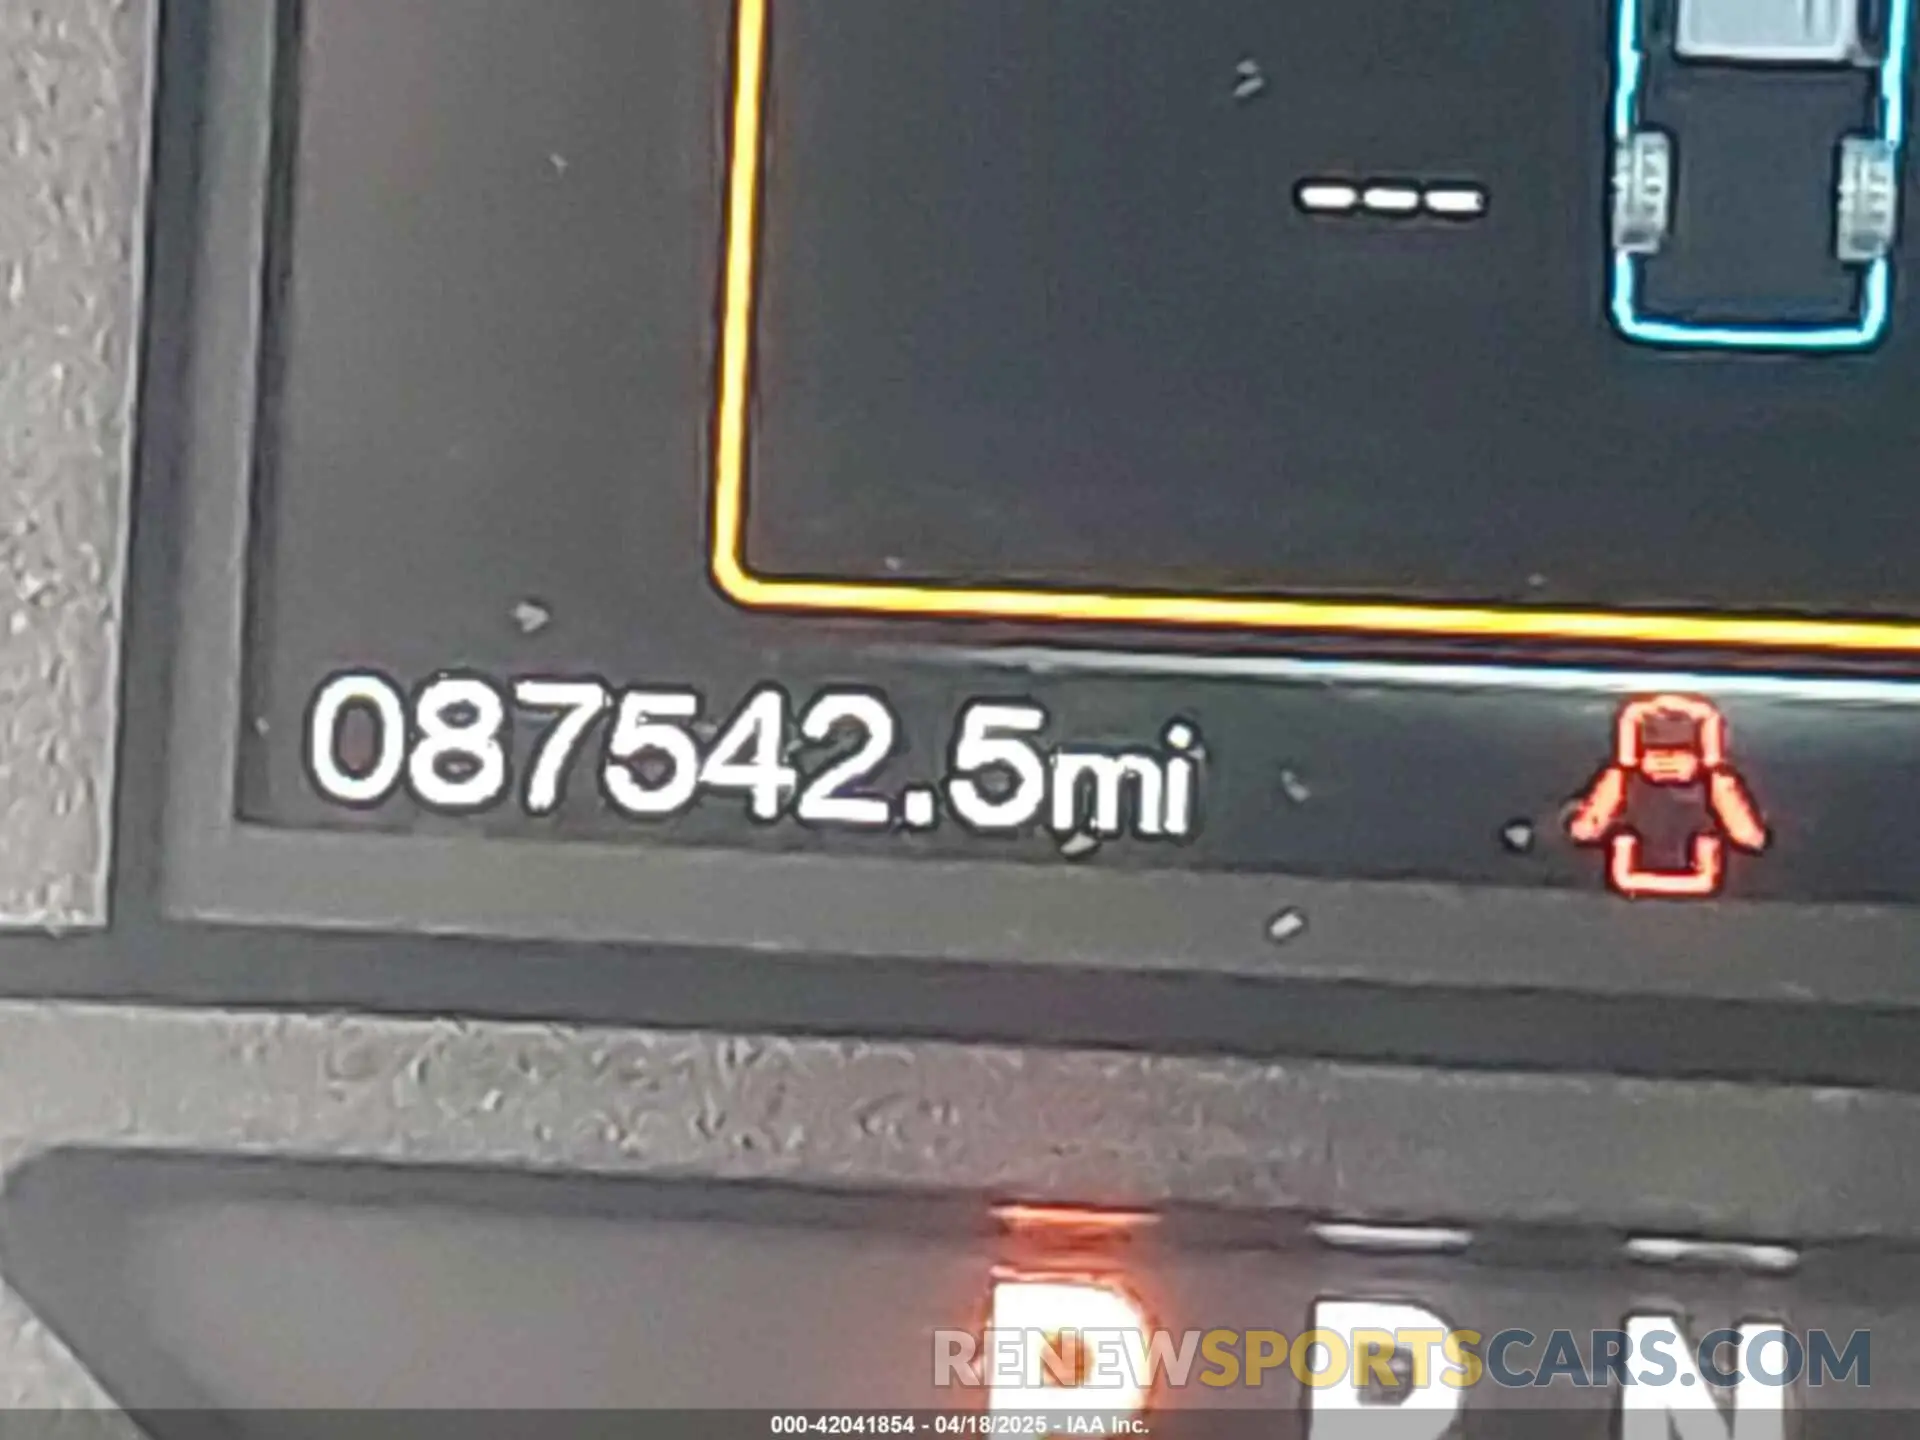 ---
087542.5mi
P R N
RENEWSPORTSCARS.COM
000-42041854 - 04/18/2025 - IAA Inc.